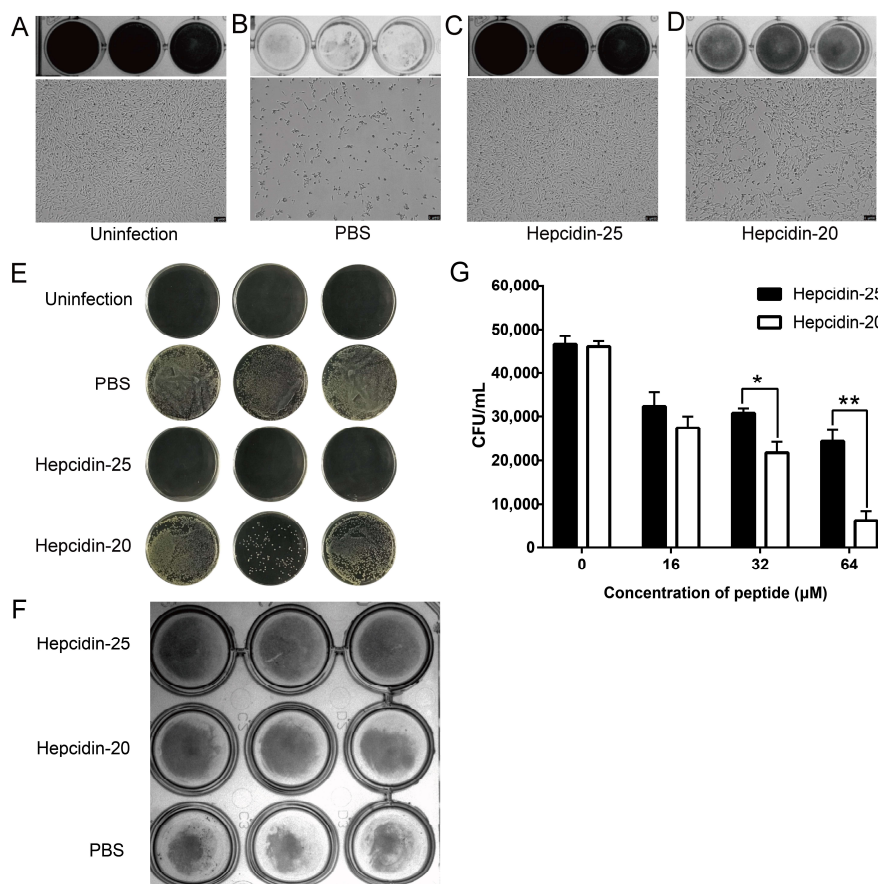 A
B
C
D
Uninfection
PBS
Hepcidin-25
Hepcidin-20
E
Uninfection
PBS
Hepcidin-25
Hepcidin-20
F
Hepcidin-25
Hepcidin-20
PBS
G
60,000
50,000
40,000
30,000
20,000
10,000
0
CFU/mL
Hepcidin-25
Hepcidin-20
*
**
0
16
32
64
Concentration of peptide (μM)